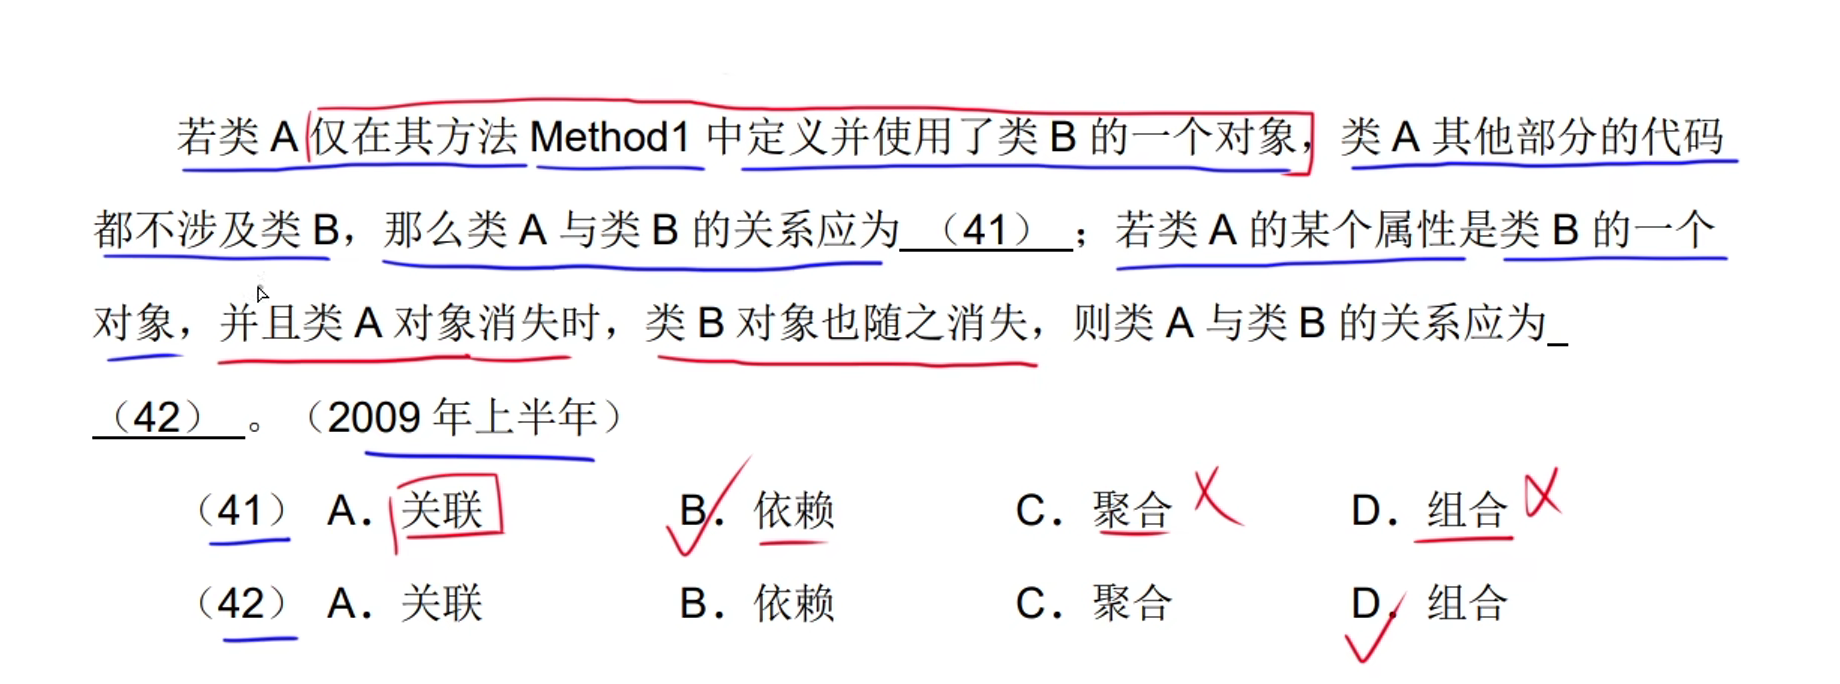 若类 A 仅在其方法 Method1 中定义并使用了类 B 的一个对象，类 A 其他部分的代码
都不涉及类 B，那么类 A 与类 B 的关系应为（41）；若类 A 的某个属性是类 B 的一个
对象，并且类 A 对象消失时，类 B 对象也随之消失，则类 A 与类 B 的关系应为
（42）。（2009 年上半年）
（41） A．关联 B．依赖 C．聚合 D．组合
（42） A．关联 B．依赖 C．聚合 D．组合